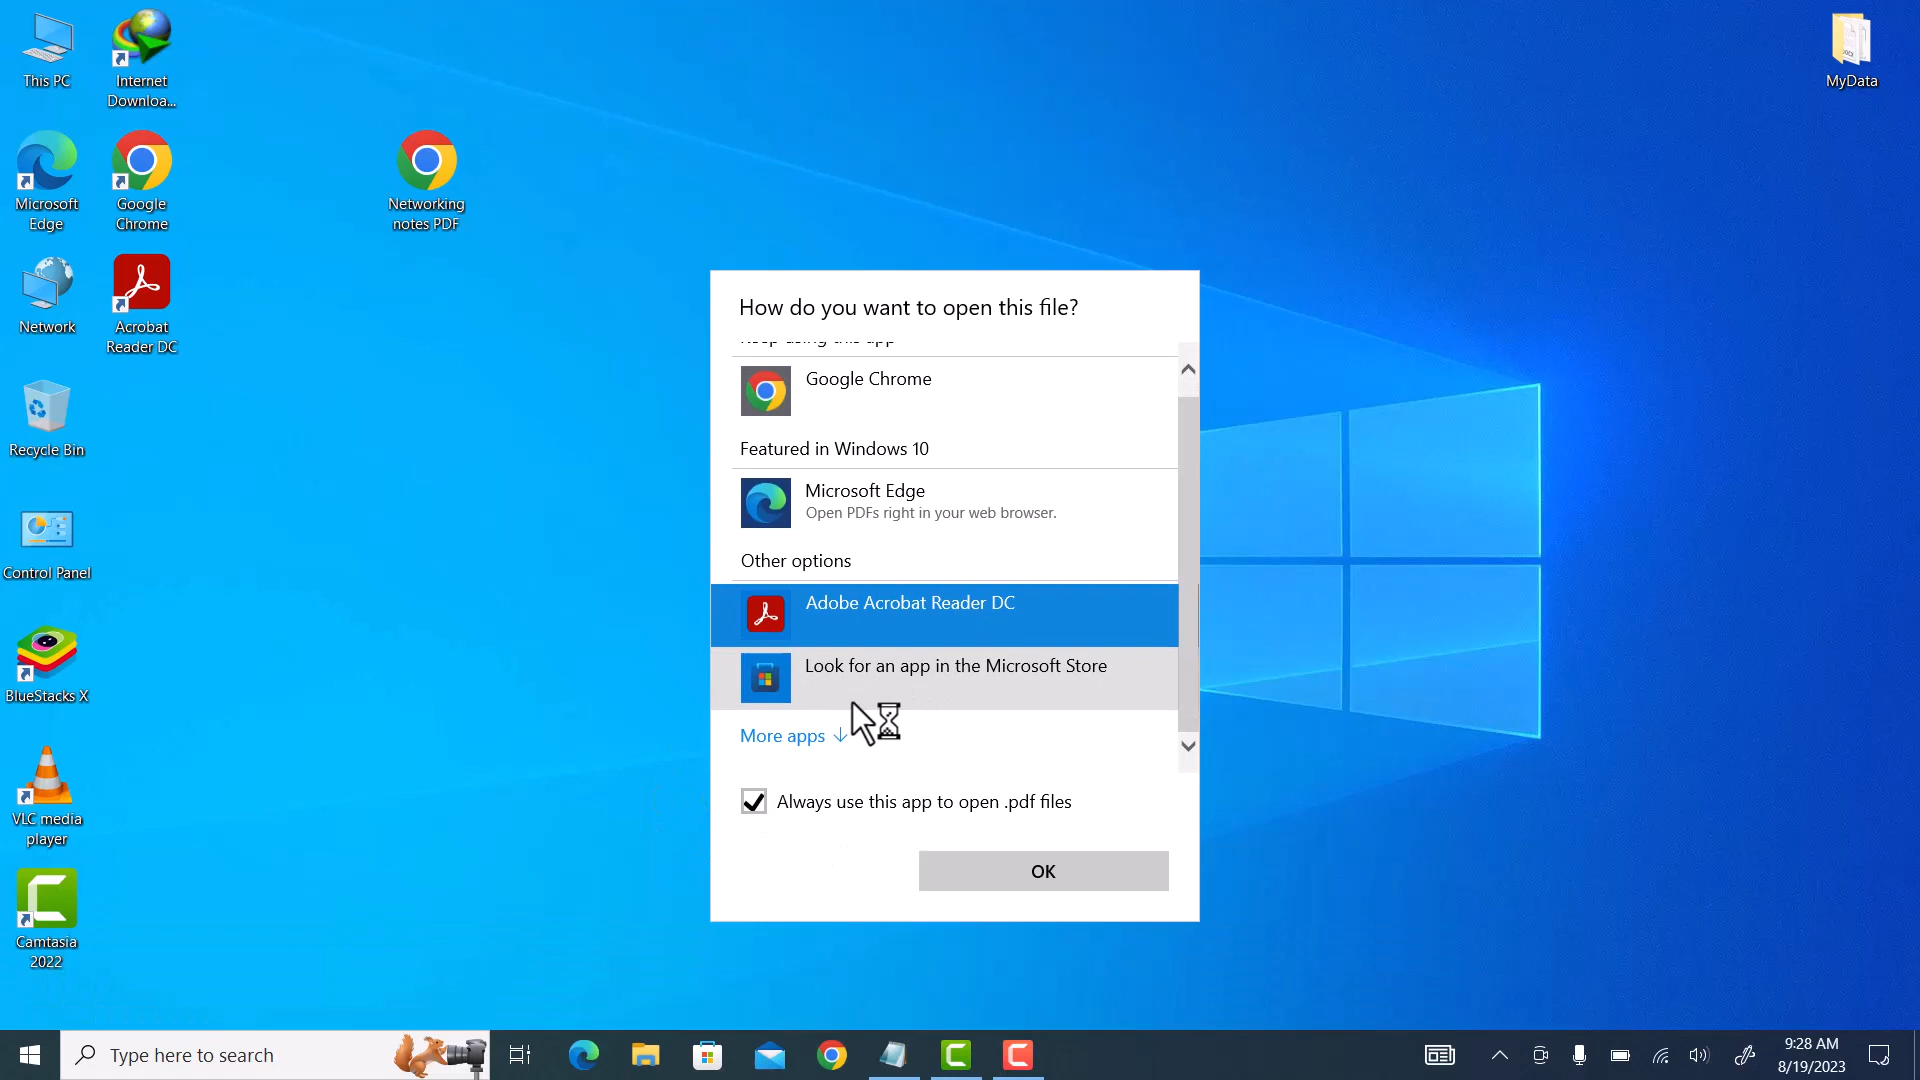 This PC
Internet
Downloa...
MyData
Microsoft
Edge
Google
Chrome
Networking
notes PDF
Network
Acrobat
Reader DC
Recycle Bin
Control Panel
BlueStacks X
VLC media
player
Camtasia
2022
How do you want to open this file?
Keep using this app
Google Chrome
Featured in Windows 10
Microsoft Edge
Open PDFs right in your web browser.
Other options
Adobe Acrobat Reader DC
Look for an app in the Microsoft Store
More apps
Always use this app to open .pdf files
OK
Type here to search
9:28 AM
8/19/2023